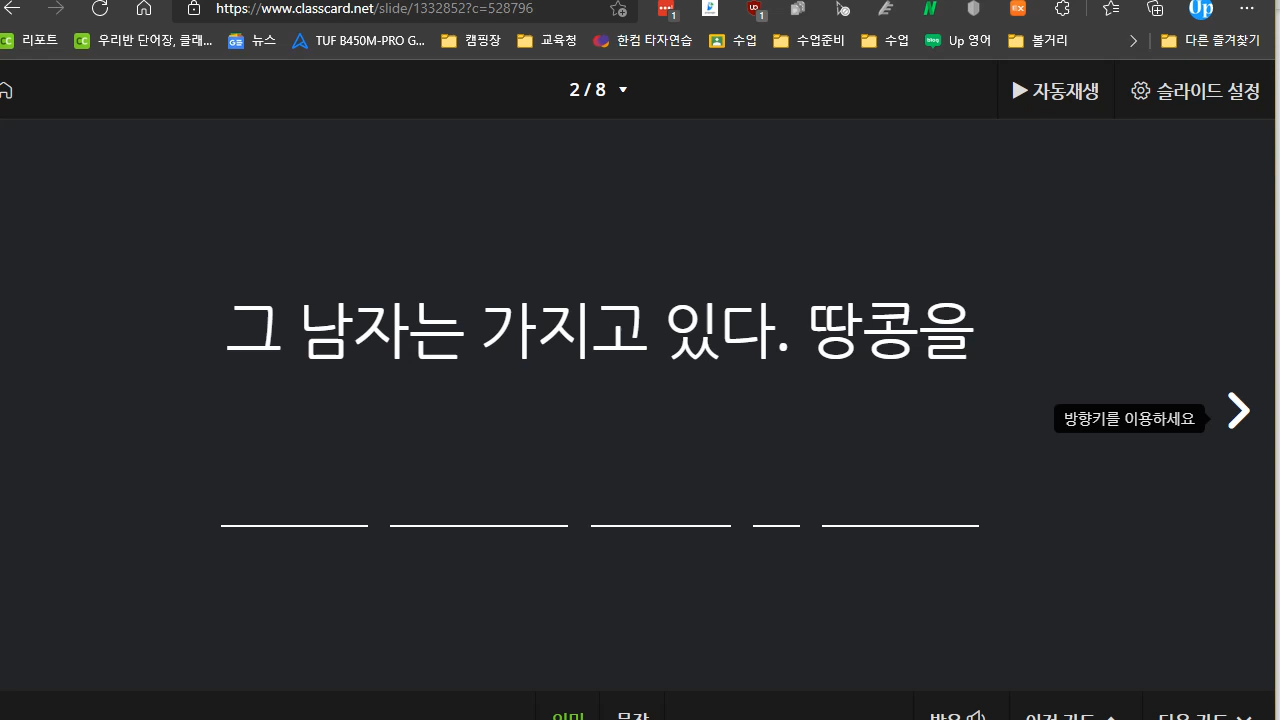 https://www.classcard.net/slide/1332852?c=528796
리포트 우리반 단어장, 클래... 뉴스 TUF B450M-PRO G... 캠핑장 교육청 한컴 타자연습 수업 수업준비 수업 Up 영어 볼거리 다른 즐겨찾기
2 / 8 자동재생 슬라이드 설정
그 남자는 가지고 있다. 땅콩을
방향키를 이용하세요